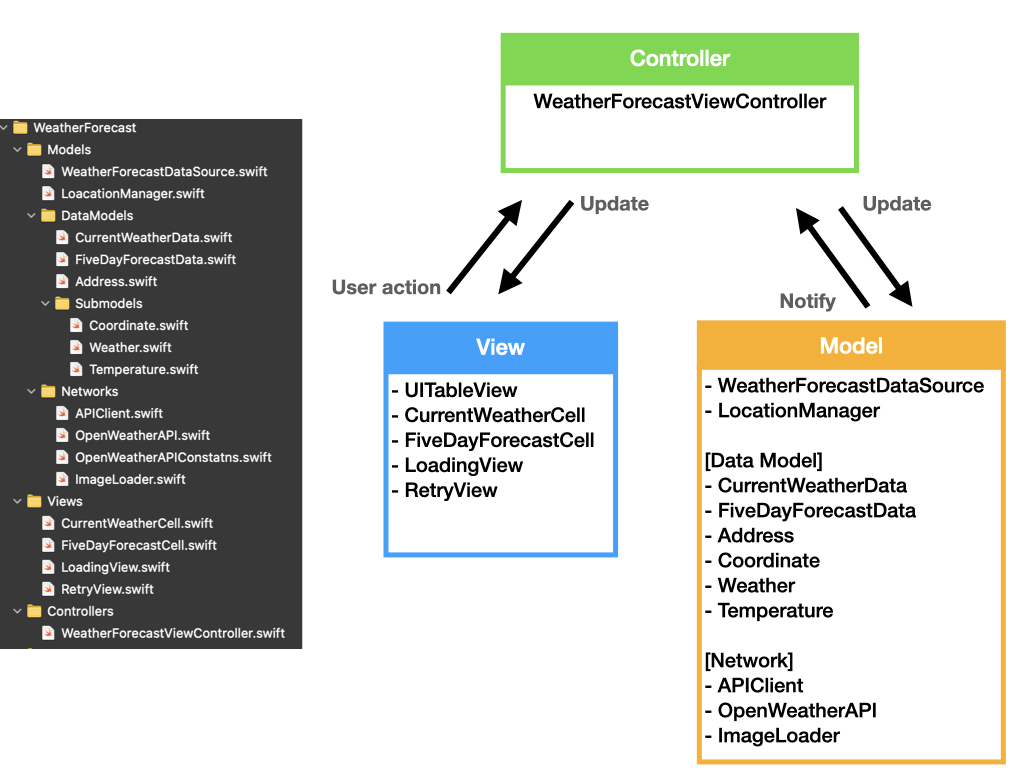 WeatherForecast
Models
WeatherForecastDataSource.swift
LoacationManager.swift
DataModels
CurrentWeatherData.swift
FiveDayForecastData.swift
Address.swift
Submodels
Coordinate.swift
Weather.swift
Temperature.swift
Networks
APIClient.swift
OpenWeatherAPI.swift
OpenWeatherAPIConstatns.swift
ImageLoader.swift
Views
CurrentWeatherCell.swift
FiveDayForecastCell.swift
LoadingView.swift
RetryView.swift
Controllers
WeatherForecastViewController.swift
Controller
WeatherForecastViewController
Update
User action
Update
Notify
View
- UITableView
- CurrentWeatherCell
- FiveDayForecastCell
- LoadingView
- RetryView
Model
- WeatherForecastDataSource
- LocationManager
[Data Model]
- CurrentWeatherData
- FiveDayForecastData
- Address
- Coordinate
- Weather
- Temperature
[Network]
- APIClient
- OpenWeatherAPI
- ImageLoader